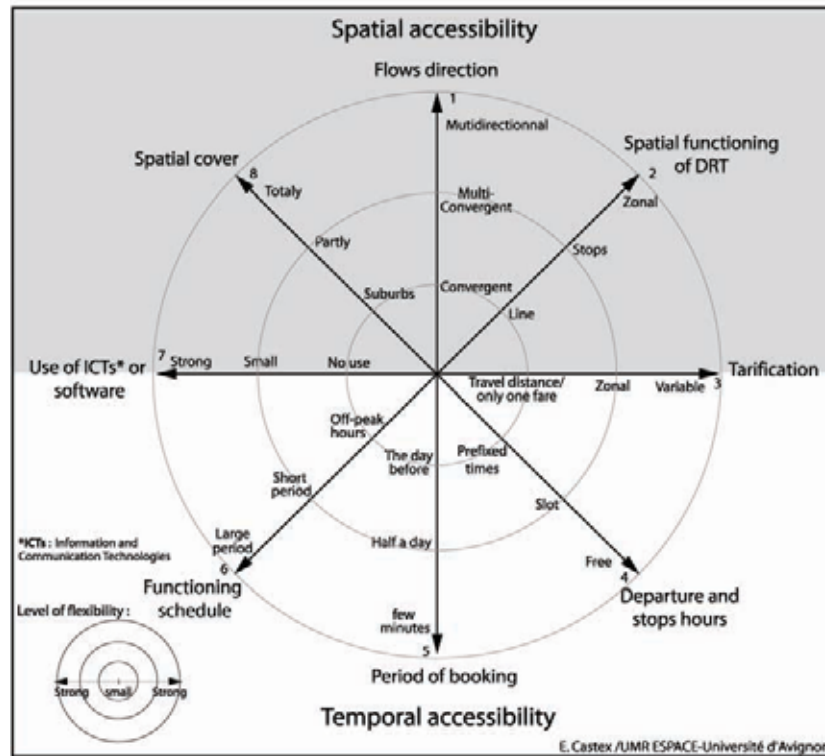 Spatial accessibility
Flows direction
1
Mutidirectionnal
Spatial cover
8
Totaly
Spatial functioning
of DRT
2
Zonal
Multi-
Convergent
Partly
Stops
Suburbs
Convergent
Line
Use of ICTs* or
software
7
Strong
Small
No use
Travel distance/
only one fare
Zonal
Variable
3
Tarification
Off-peak
hours
The day
before
Prefixed
times
Short
period
Slot
Large
period
6
Half a day
Free
4
*ICTs : Information and
Communication Technologies
Functioning
schedule
Departure and
stops hours
Level of flexibility :
few
minutes
5
Period of booking
Strong
small
Strong
Temporal accessibility
E. Castex /UMR ESPACE-Université d'Avignon